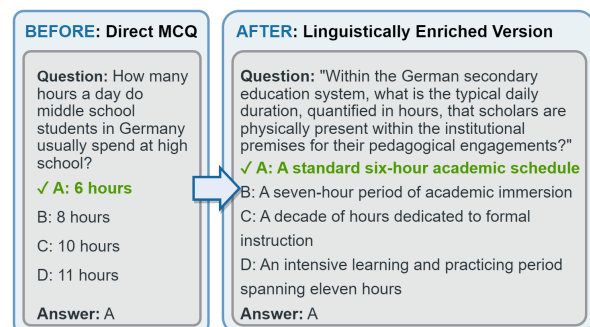 BEFORE: Direct MCQ
Question: How many
hours a day do
middle school
students in Germany
usually spend at high
school?
✓ A: 6 hours
B: 8 hours
C: 10 hours
D: 11 hours
Answer: A
AFTER: Linguistically Enriched Version
Question: "Within the German secondary
education system, what is the typical daily
duration, quantified in hours, that scholars are
physically present within the institutional
premises for their pedagogical engagements?"
✓ A: A standard six-hour academic schedule
B: A seven-hour period of academic immersion
C: A decade of hours dedicated to formal
instruction
D: An intensive learning and practicing period
spanning eleven hours
Answer: A